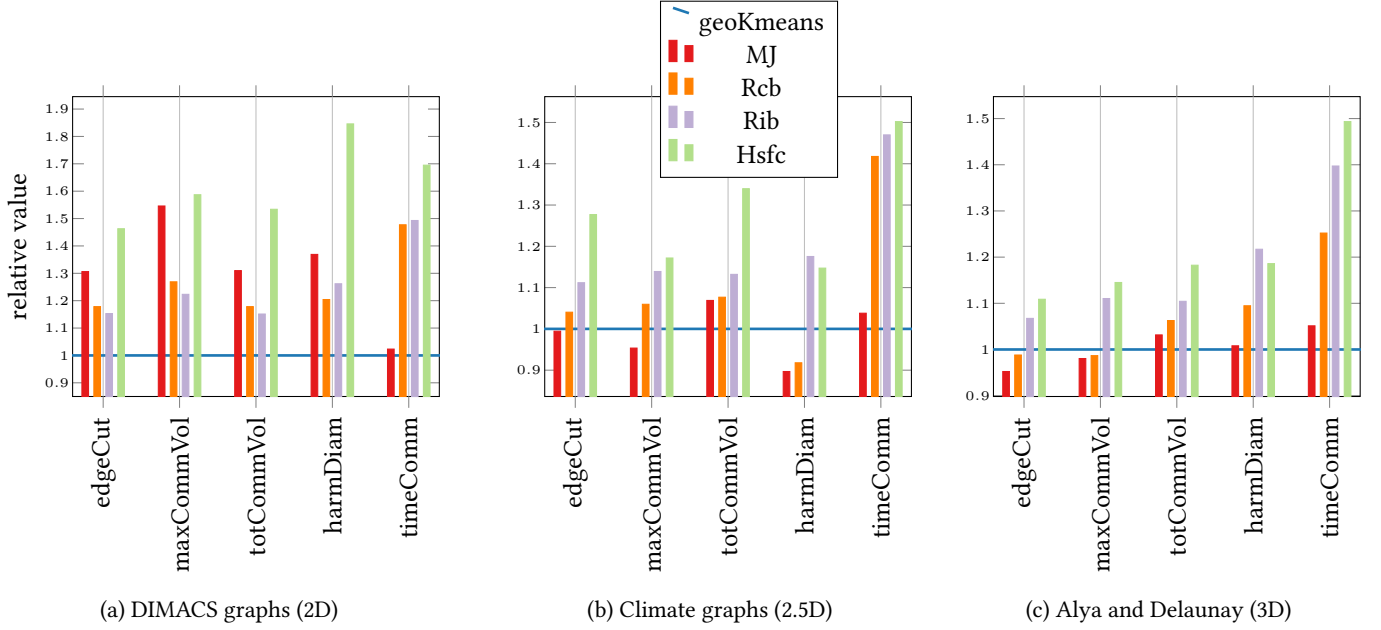 geoKmeans
MJ
Rcb
Rib
Hsfc
relative value
1.9
1.8
1.7
1.6
1.5
1.4
1.3
1.2
1.1
1
0.9
edgeCut
maxCommVol
totCommVol
harmDiam
timeComm
(a) DIMACS graphs (2D)
1.5
1.4
1.3
1.2
1.1
1
0.9
edgeCut
maxCommVol
totCommVol
harmDiam
timeComm
(b) Climate graphs (2.5D)
1.5
1.4
1.3
1.2
1.1
1
0.9
edgeCut
maxCommVol
totCommVol
harmDiam
timeComm
(c) Alya and Delaunay (3D)